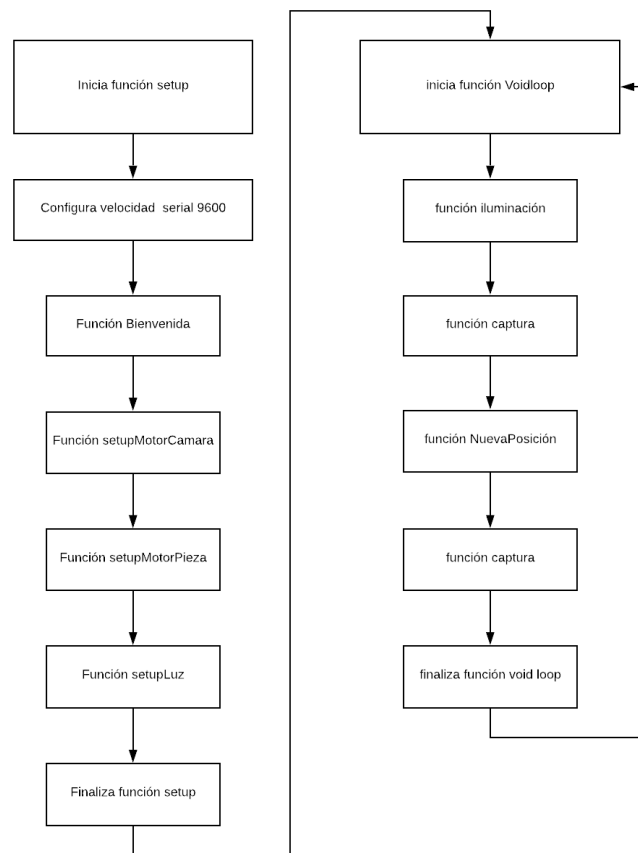 Inicia función setup
Configura velocidad  serial 9600
Función Bienvenida
Función setupMotorCamara
Función setupMotorPieza
Función setupLuz
Finaliza función setup
inicia función Voidloop
función iluminación
función captura
función NuevaPosición
función captura
finaliza función void loop